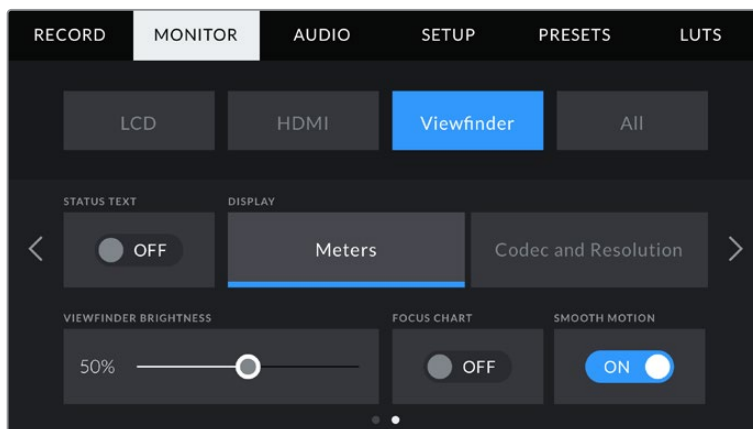 RECORD MONITOR AUDIO SETUP PRESETS LUTS
LCD HDMI Viewfinder All
STATUS TEXT DISPLAY
OFF Meters Codec and Resolution
VIEWFINDER BRIGHTNESS FOCUS CHART SMOOTH MOTION
50% OFF ON